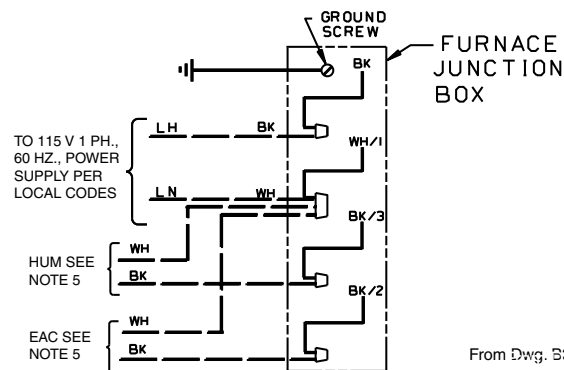 GROUND
SCREW
FURNACE
JUNCTION
BOX
BK
TO 115 V 1 PH.,
60 HZ., POWER
SUPPLY PER
LOCAL CODES
LH
BK
WH/1
LN
WH
BK/3
HUM SEE
NOTE 5
WH
BK
BK/2
EAC SEE
NOTE 5
WH
BK
From Dwg.